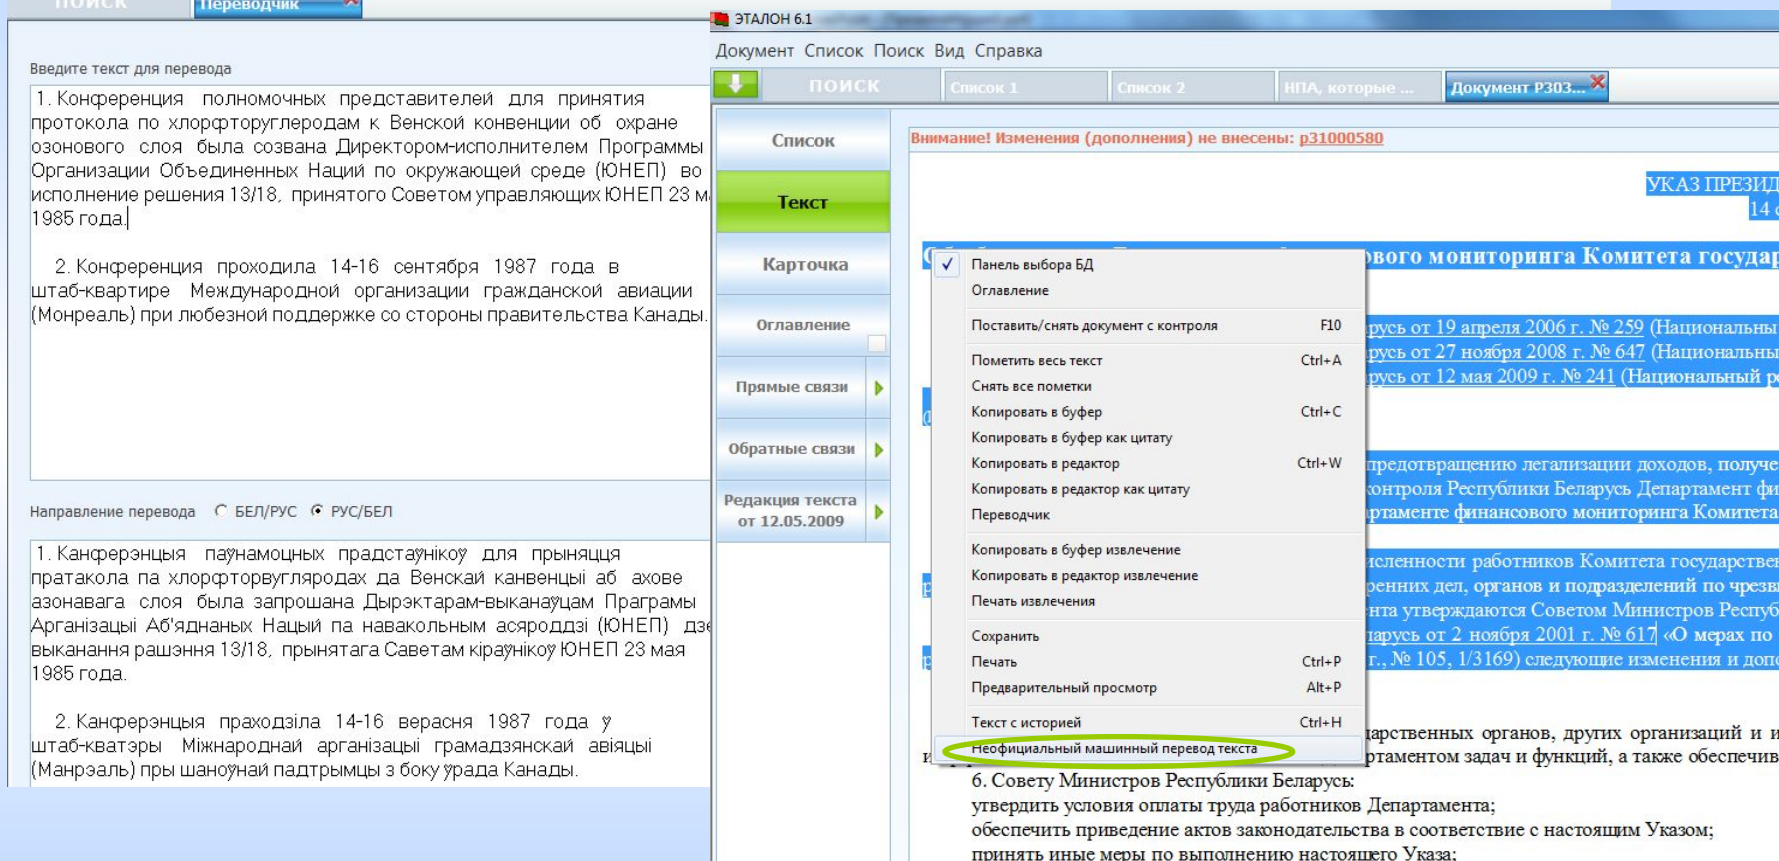 ПОИСК
Переводчик
Введите текст для перевода
1. Конференция полномочных представителей для принятия
протокола по хлорфторуглеродам к Венской конвенции об охране
озонового слоя была созвана Директором-исполнителем Программы
Организации Объединенных Наций по окружающей среде (ЮНЕП) во
исполнение решения 13/18, принятого Советом управляющих ЮНЕП 23 м
1985 года.
2. Конференция проходила 14-16 сентября 1987 года в
штаб-квартире Международной организации гражданской авиации
(Монреаль) при любезной поддержке со стороны правительства Канады.
Направление перевода БЕЛ/РУС РУС/БЕЛ
1. Канферэнцыя паўнамоцных прадстаўнікоў для прыняцця
пратакола па хлорфторвугляродах да Венскай канвенцыі аб ахове
азонавага слоя была запрошана Дырэктарам-выканаўцам Праграмы
Арганізацыі Аб'яднаных Нацый па навакольным асяроддзі (ЮНЕП) дзе
выканання рашэння 13/18, прынятага Саветам кіраўнікоў ЮНЕП 23 мая
1985 года.
2. Канферэнцыя праходзіла 14-16 верасня 1987 года ў
штаб-кватэры Міжнароднай арганізацыі грамадзянскай авіяцыі
(Манрэаль) пры шаноўнай падтрымцы з боку ўрада Канады.
ЭТАЛОН 6.1
Документ Список Поиск Вид Справка
ПОИСК Список 1 Список 2 НПА, которые ... Документ Р303...
Список
Текст
Карточка
Оглавление
Прямые связи
Обратные связи
Редакция текста
от 12.05.2009
Внимание! Изменения (дополнения) не внесены: р31000580
УКАЗ ПРЕЗИД
14 с
ового мониторинга Комитета государ
Панель выбора БД
Оглавление
Поставить/снять документ с контроля F10
Пометить весь текст Ctrl+A
Снять все пометки
Копировать в буфер Ctrl+C
Копировать в буфер как цитату
Копировать в редактор Ctrl+W
Копировать в редактор как цитату
Переводчик
Копировать в буфер извлечение
Копировать в редактор извлечение
Печать извлечения
Сохранить
Печать Ctrl+P
Предварительный просмотр Alt+P
Текст с историей Ctrl+H
Неофициальный машинный перевод текста
русь от 19 апреля 2006 г. № 259 (Национальны
русь от 27 ноября 2008 г. № 647 (Национальны
русь от 12 мая 2009 г. № 241 (Национальный р
предотвращению легализации доходов, получе
контроля Республики Беларусь Департамент фи
ртаменте финансового мониторинга Комитета
исленности работников Комитета государстве
ренних дел, органов и подразделений по чрезв
нта утверждаются Советом Министров Респуб
ларусь от 2 ноября 2001 г. № 617 «О мерах по
г., № 105, 1/3169) следующие изменения и допо
дарственных органов, других организаций и и
ртаментом задач и функций, а также обеспечив
6. Совету Министров Республики Беларусь:
утвердить условия оплаты труда работников Департамента;
обеспечить приведение актов законодательства в соответствие с настоящим Указом;
принять иные меры по выполнению настоящего Указа;